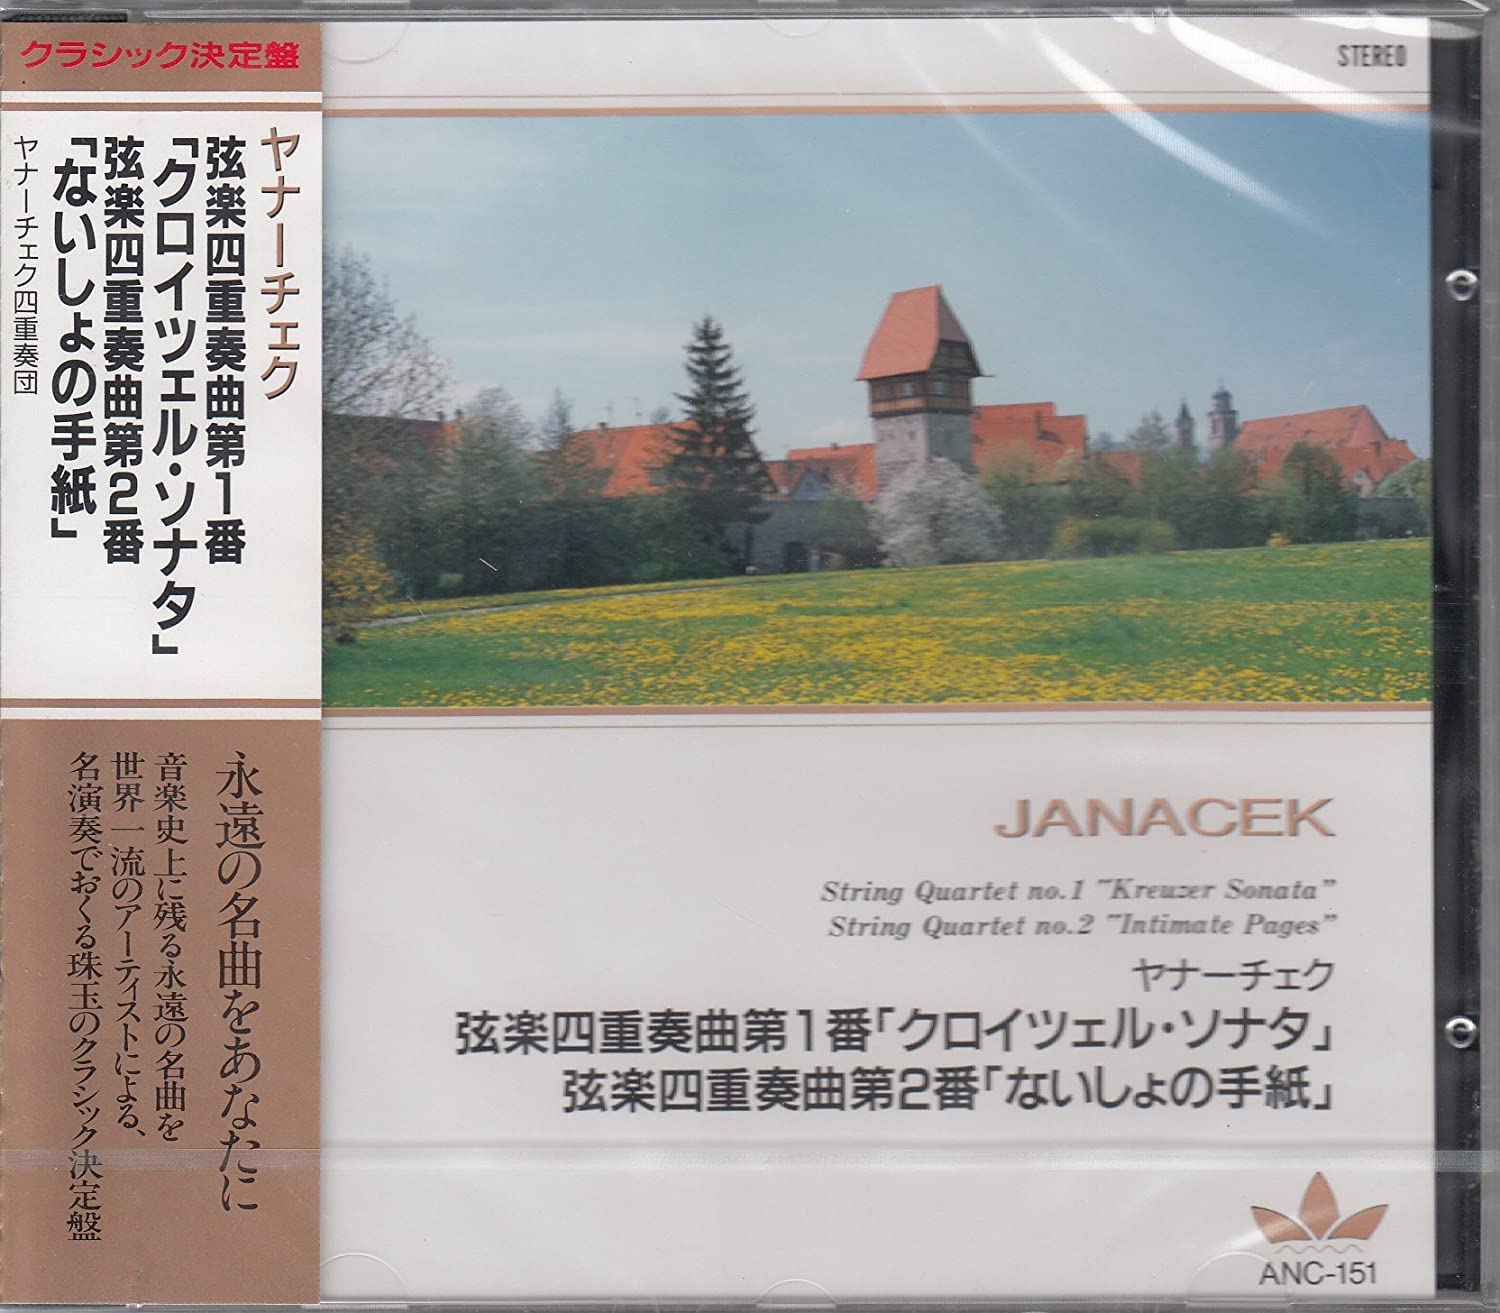 クラシック決定盤
ヤナーチェク
弦楽四重奏曲第1番
「クロイツェル・ソナタ」
弦楽四重奏曲第2番
「ないしょの手紙」
ヤナーチェク四重奏団
永遠の名曲をあなたに
音楽史上に残る永遠の名曲を
世界一流のアーティストによる、
名演奏でおくる珠玉のクラシック決定盤
STEREO
JANACEK
String Quartet no.1 "Kreuzer Sonata"
String Quartet no.2 "Intimate Pages"
ヤナーチェク
弦楽四重奏曲第1番「クロイツェル・ソナタ」
弦楽四重奏曲第2番「ないしょの手紙」
ANC-151